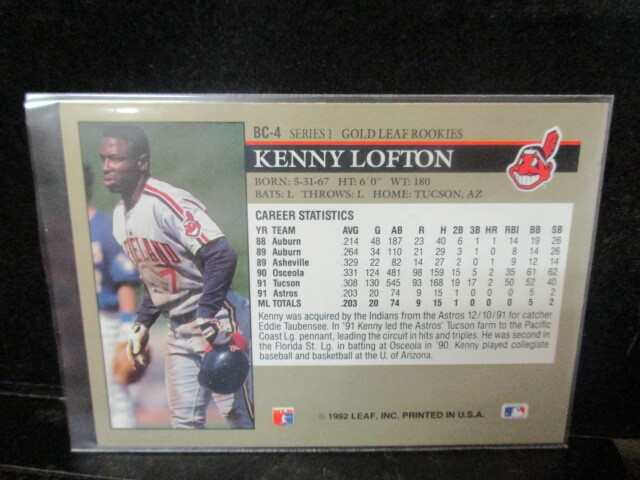 BC-4 SERIES 1 GOLD LEAF ROOKIES
KENNY LOFTON
BORN: 5-31-67 HT: 6'0" WT: 180
BATS: L THROWS: L HOME: TUCSON, AZ
CAREER STATISTICS
YR TEAM AVG G AB R H 2B 3B HR RBI BB SB
88 Auburn .214 48 187 23 40 6 1 1 14 19 26
89 Auburn .264 34 110 21 29 3 1 0 8 14 26
89 Asheville .329 22 82 14 27 2 0 1 9 12 14
90 Osceola .331 124 481 98 159 15 5 2 35 61 62
91 Tucson .308 130 545 93 168 19 17 2 50 52 40
91 Astros .203 20 74 9 15 1 0 0 0 5 2
ML TOTALS .203 20 74 9 15 1 0 0 0 5 2
Kenny was acquired by the Indians from the Astros 12/10/91 for catcher
Eddie Taubensee. In '91 Kenny led the Astros' Tucson farm to the Pacific
Coast Lg. pennant, leading the circuit in hits and triples. He was second in
the Florida St. Lg. in batting at Osceola in '90. Kenny played collegiate
baseball and basketball at the U. of Arizona.
© 1992 LEAF, INC. PRINTED IN U.S.A.
ELAND
7